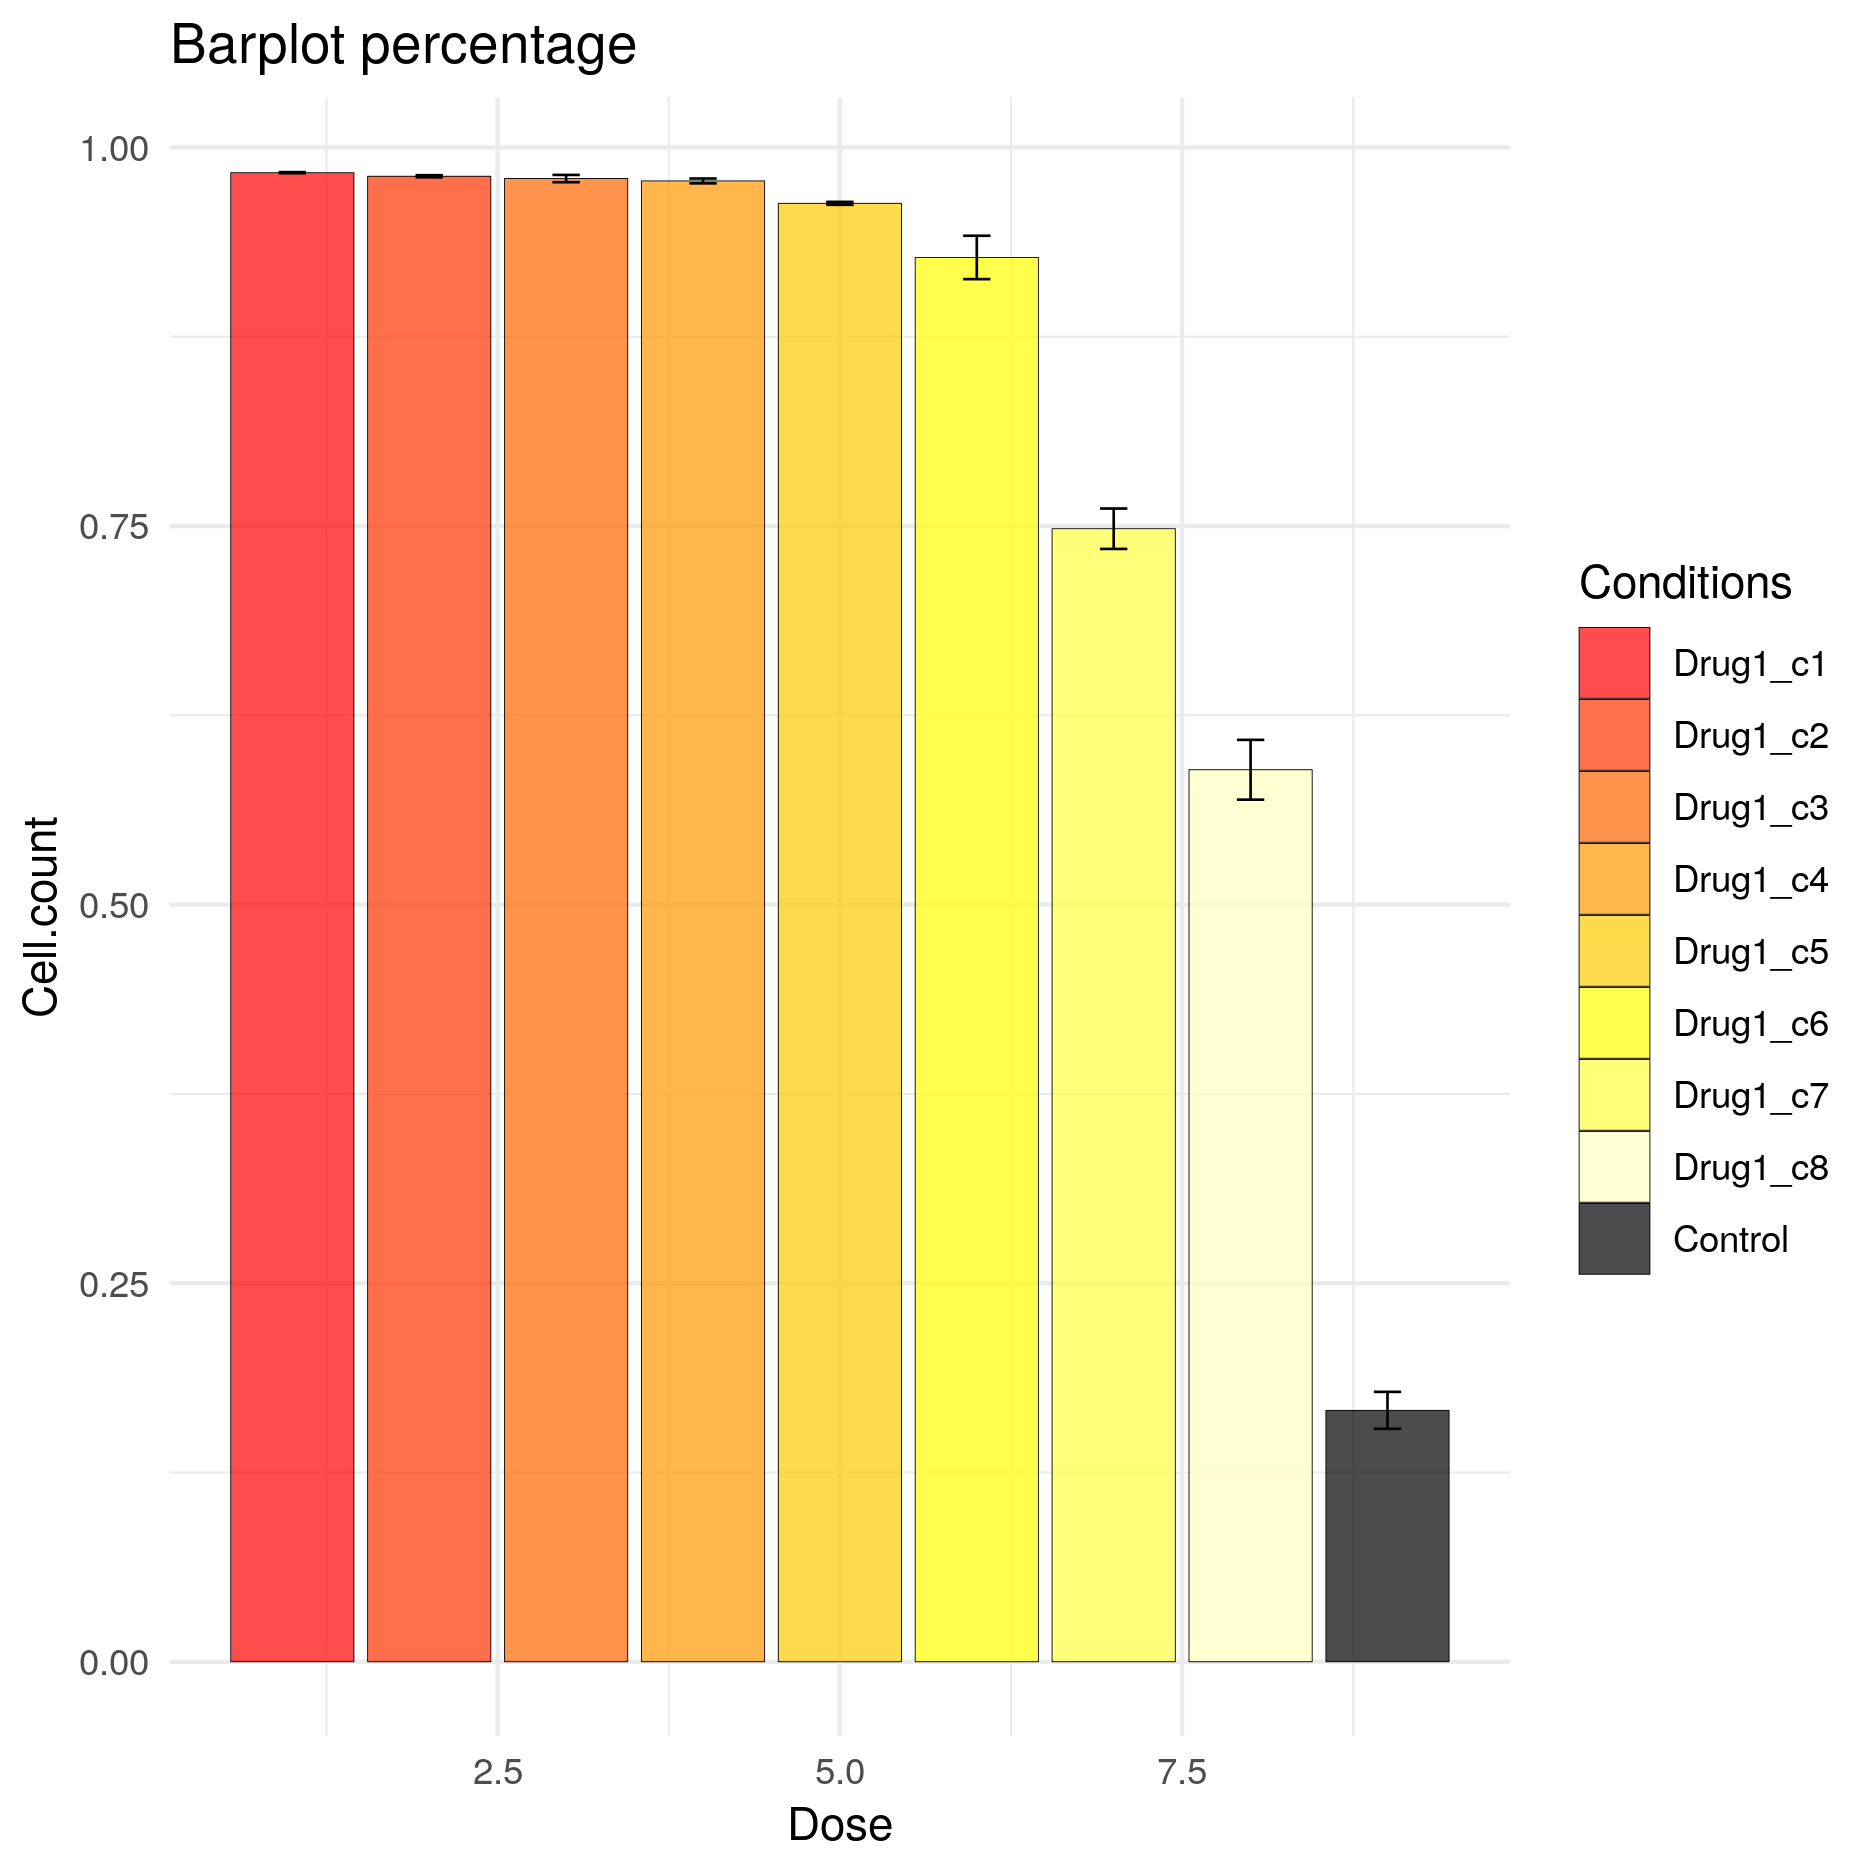 Barplot percentage
1.00
0.75
0.50
0.25
0.00
Cell.count
2.5 5.0 7.5
Dose
Conditions
Drug1_c1
Drug1_c2
Drug1_c3
Drug1_c4
Drug1_c5
Drug1_c6
Drug1_c7
Drug1_c8
Control